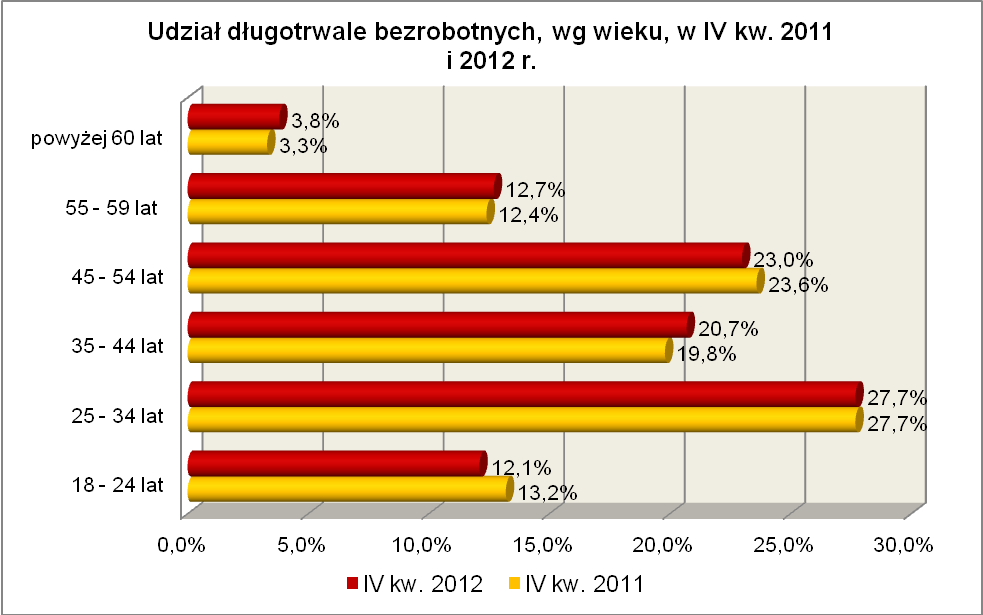 Udział długotrwale bezrobotnych, wg wieku, w IV kw. 2011
i 2012 r.
powyżej 60 lat
3,8%
3,3%
55 - 59 lat
12,7%
12,4%
45 - 54 lat
23,0%
23,6%
35 - 44 lat
20,7%
19,8%
25 - 34 lat
27,7%
27,7%
18 - 24 lat
12,1%
13,2%
0,0% 5,0% 10,0% 15,0% 20,0% 25,0% 30,0%
IV kw. 2012 IV kw. 2011